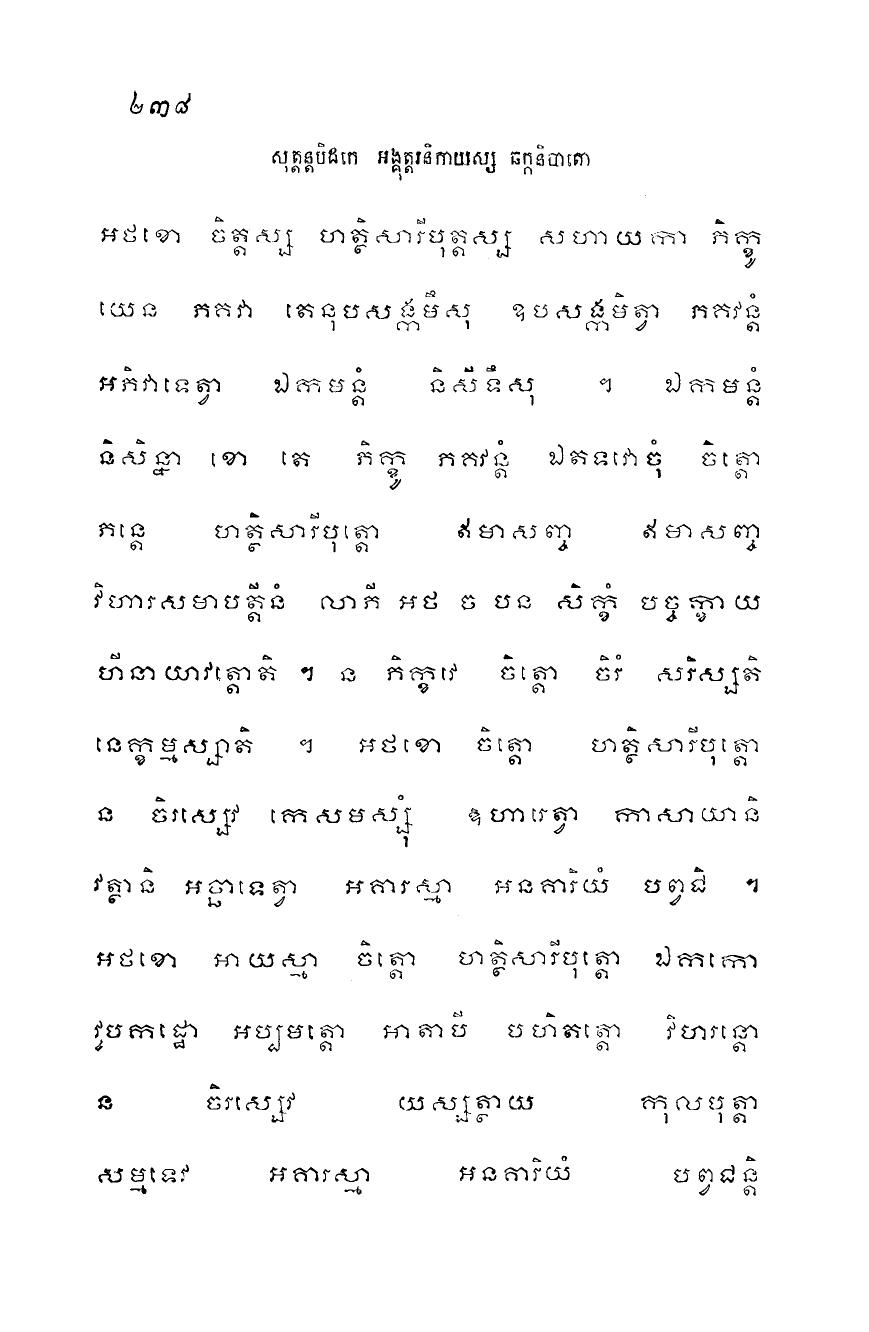 ២៣៨
សុត្តន្តបិដកេ អង្គុត្តរនិកាយស្ស ឆក្កនិបាតោ
អថខោ ចិត្តស្ស ហត្ថិសារីបុត្តស្ស សហាយកា ភិក្ខូ
យេន ភគវា តេនុបសង្កមឹសុ ឧបសង្កមិត្វា ភគវន្តំ
អភិវាទេត្វា ឯកមន្តំ និសីទឹសុ ។ ឯកមន្តំ
និសិន្នា ខោ តេ ភិក្ខូ ភគវន្តំ ឯតទវោចុំ ចិត្តោ
ភន្តេ ហត្ថិសារីបុត្តោ ឥមាសញ្ច ឥមាសញ្ច
វិហារសមាបត្តីនំ លាភី អថ ច បន សិក្ខំ បច្ចក្ខាយ
ហីនាយាវត្តោតិ ។ ន ភិក្ខវេ ចិត្តោ ចិរំ សរិស្សតិ
នេក្ខម្មស្សាតិ ។ អថខោ ចិត្តោ ហត្ថិសារីបុត្តោ
ន ចិរស្សេវ កេសមស្សុំ ឧហារេត្វា កាសាយានិ
វត្ថានិ អច្ឆាទេត្វា អគារស្មា អនគារិយំ បព្វជិ ។
អថខោ អាយស្មា ចិត្តោ ហត្ថិសារីបុត្តោ ឯកកោ
វូបកដ្ឋោ អប្បមត្តោ អាតាបី បហិតត្តោ វិហរន្តោ
ន ចិរស្សេវ យស្សត្ថាយ កុលបុត្តា
សម្មទេវ អគារស្មា អនគារិយំ បព្វជន្តិ